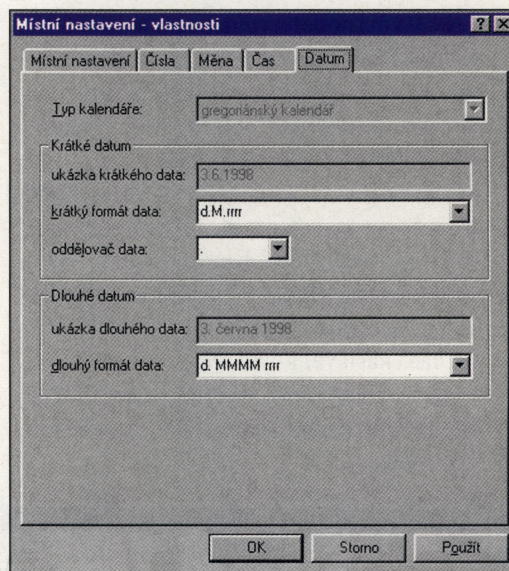 Místní nastavení - vlastnosti
Místní nastavení Čísla Měna Čas Datum
Typ kalendáře: gregoriánský kalendář
Krátké datum
ukázka krátkého data: 3.6.1998
krátký formát data: d.M.rrrr
oddělovač data: .
Dlouhé datum
ukázka dlouhého data: 3. června 1998
dlouhý formát data: d. MMMM rrrr
OK Storno Použít